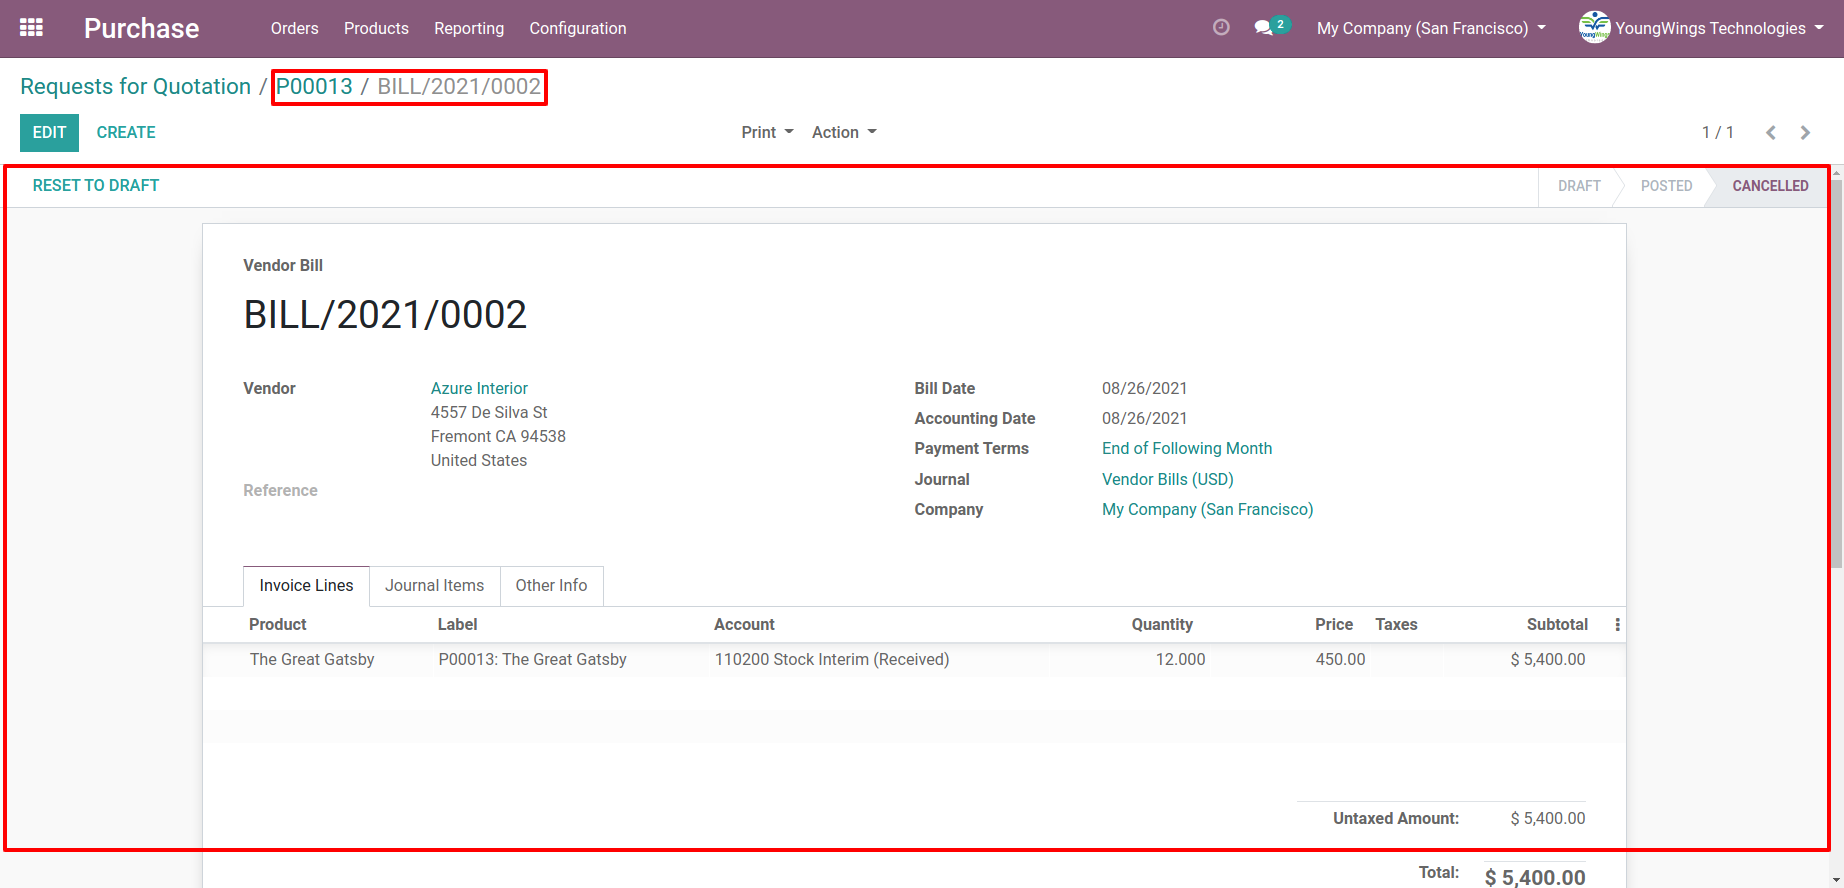 Purchase Orders Products Reporting Configuration 2 My Company (San Francisco) YoungWings YoungWings Technologies
Requests for Quotation / P00013 / BILL/2021/0002
EDIT CREATE Print Action 1 / 1
RESET TO DRAFT DRAFT POSTED CANCELLED
Vendor Bill
BILL/2021/0002
Vendor Azure Interior Bill Date 08/26/2021
4557 De Silva St Accounting Date 08/26/2021
Fremont CA 94538 Payment Terms End of Following Month
United States Journal Vendor Bills (USD)
Reference Company My Company (San Francisco)
Invoice Lines Journal Items Other Info
Product Label Account Quantity Price Taxes Subtotal
The Great Gatsby P00013: The Great Gatsby 110200 Stock Interim (Received) 12.000 450.00 $ 5,400.00
Untaxed Amount: $ 5,400.00
Total: $ 5,400.00